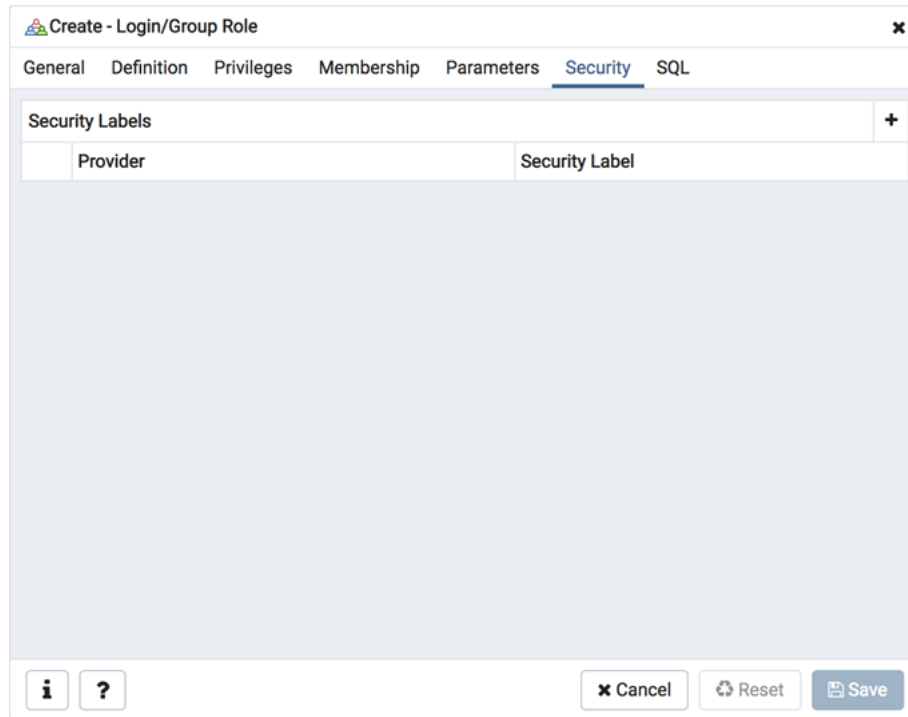 Create - Login/Group Role
General Definition Privileges Membership Parameters Security SQL
Security Labels
Provider Security Label
i ? Cancel Reset Save